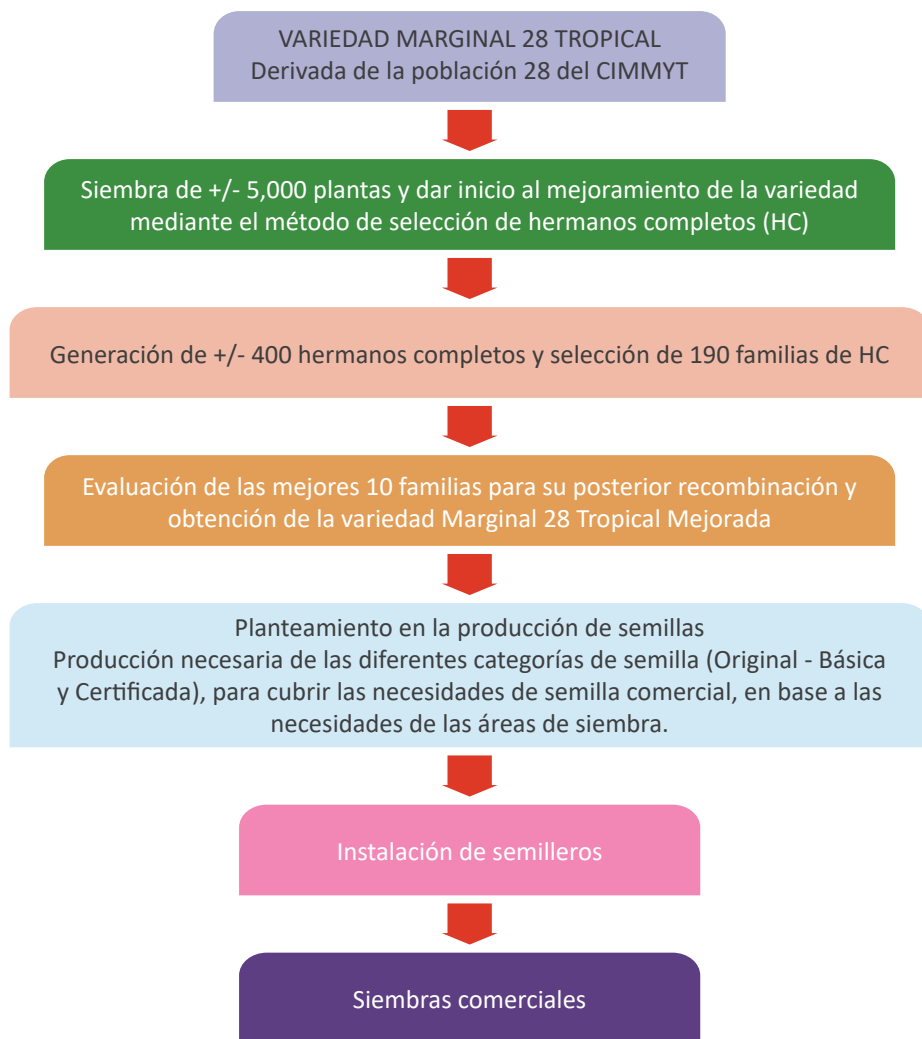 VARIEDAD MARGINAL 28 TROPICAL
Derivada de la población 28 del CIMMYT
Siembra de +/- 5,000 plantas y dar inicio al mejoramiento de la variedad
mediante el método de selección de hermanos completos (HC)
Generación de +/- 400 hermanos completos y selección de 190 familias de HC
Evaluación de las mejores 10 familias para su posterior recombinación y
obtención de la variedad Marginal 28 Tropical Mejorada
Planteamiento en la producción de semillas
Producción necesaria de las diferentes categorías de semilla (Original - Básica
y Certificada), para cubrir las necesidades de semilla comercial, en base a las
necesidades de las áreas de siembra.
Instalación de semilleros
Siembras comerciales